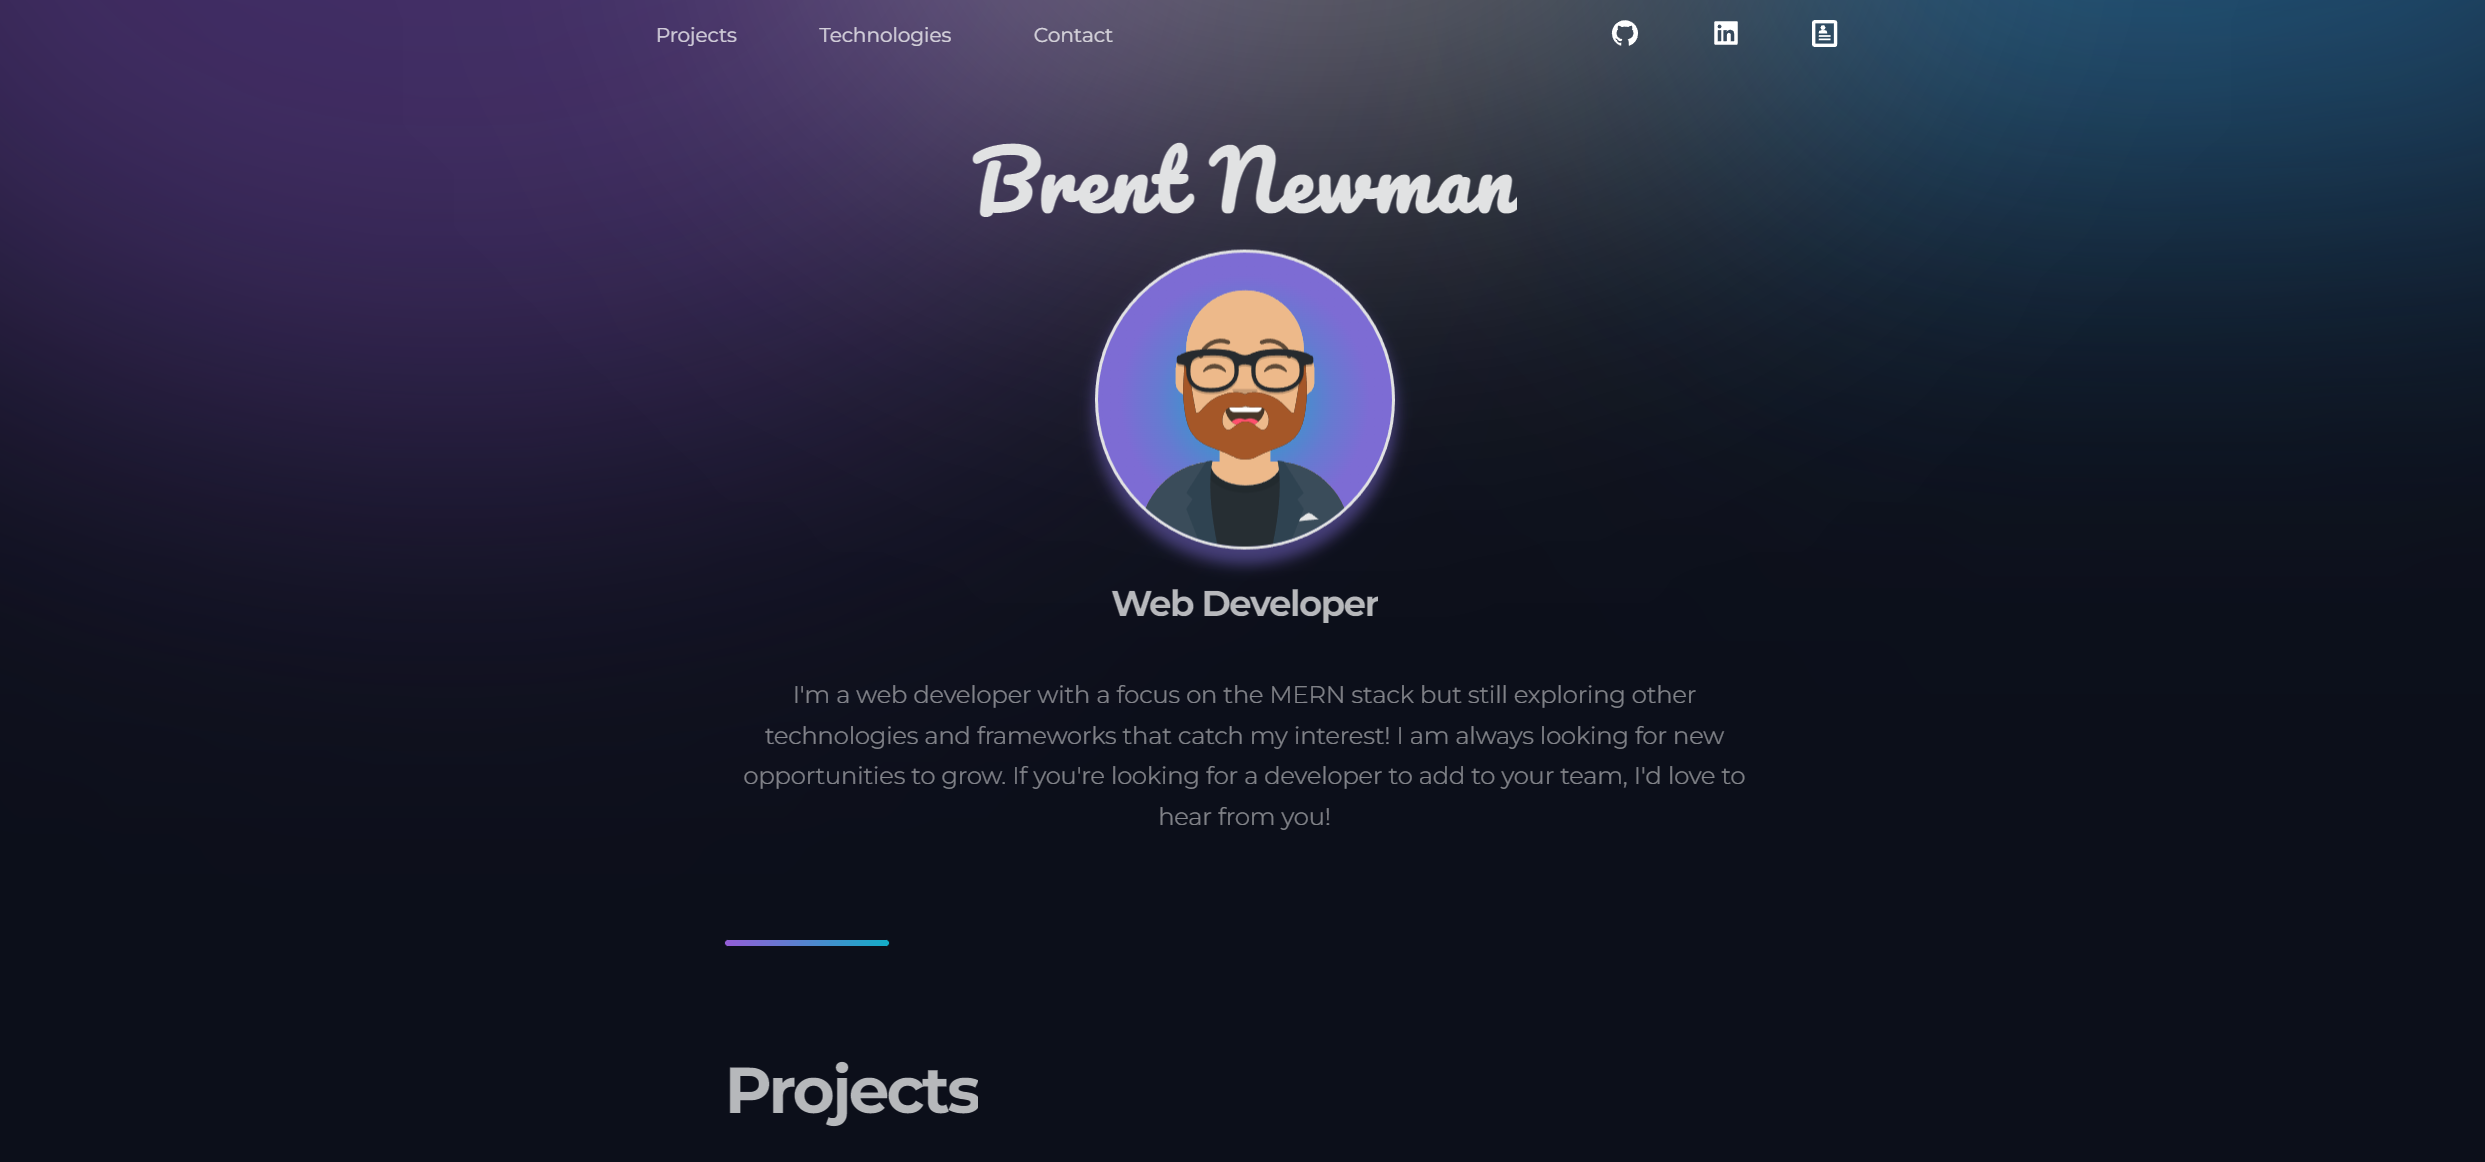 Projects
Technologies
Contact
Brent Newman
Web Developer
I'm a web developer with a focus on the MERN stack but still exploring other
technologies and frameworks that catch my interest! I am always looking for new
opportunities to grow. If you're looking for a developer to add to your team, I'd love to
hear from you!
Projects